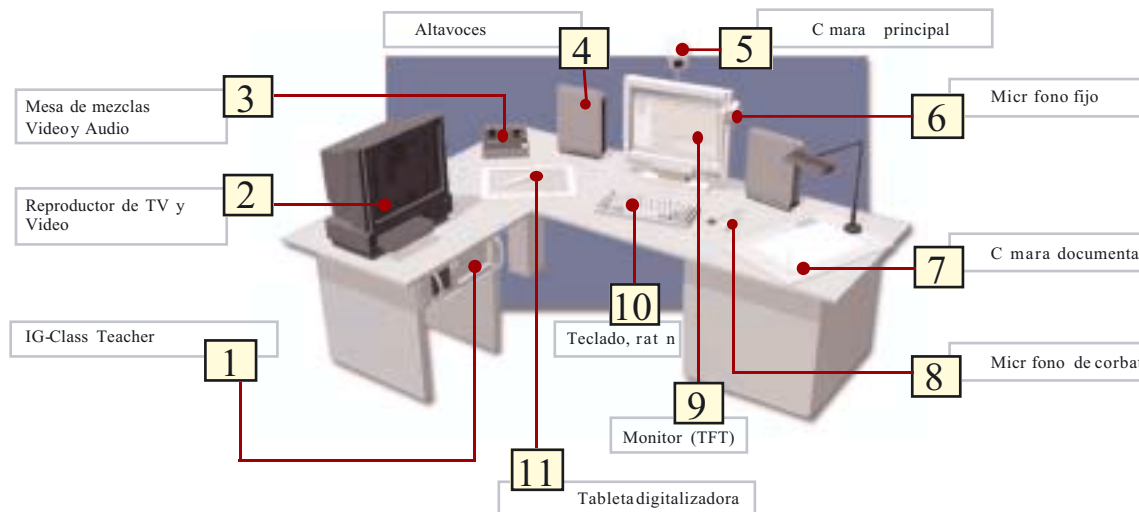 Altavoces
4
5
C mara principal
Mesa de mezclas
Video y Audio
3
6
Micr fono fijo
Reproductor de TV y
Video
2
7
C mara documenta
IG-Class Teacher
1
10
Teclado, rat n
8
Micr fono de corbat
9
Monitor (TFT)
11
Tableta digitalizadora